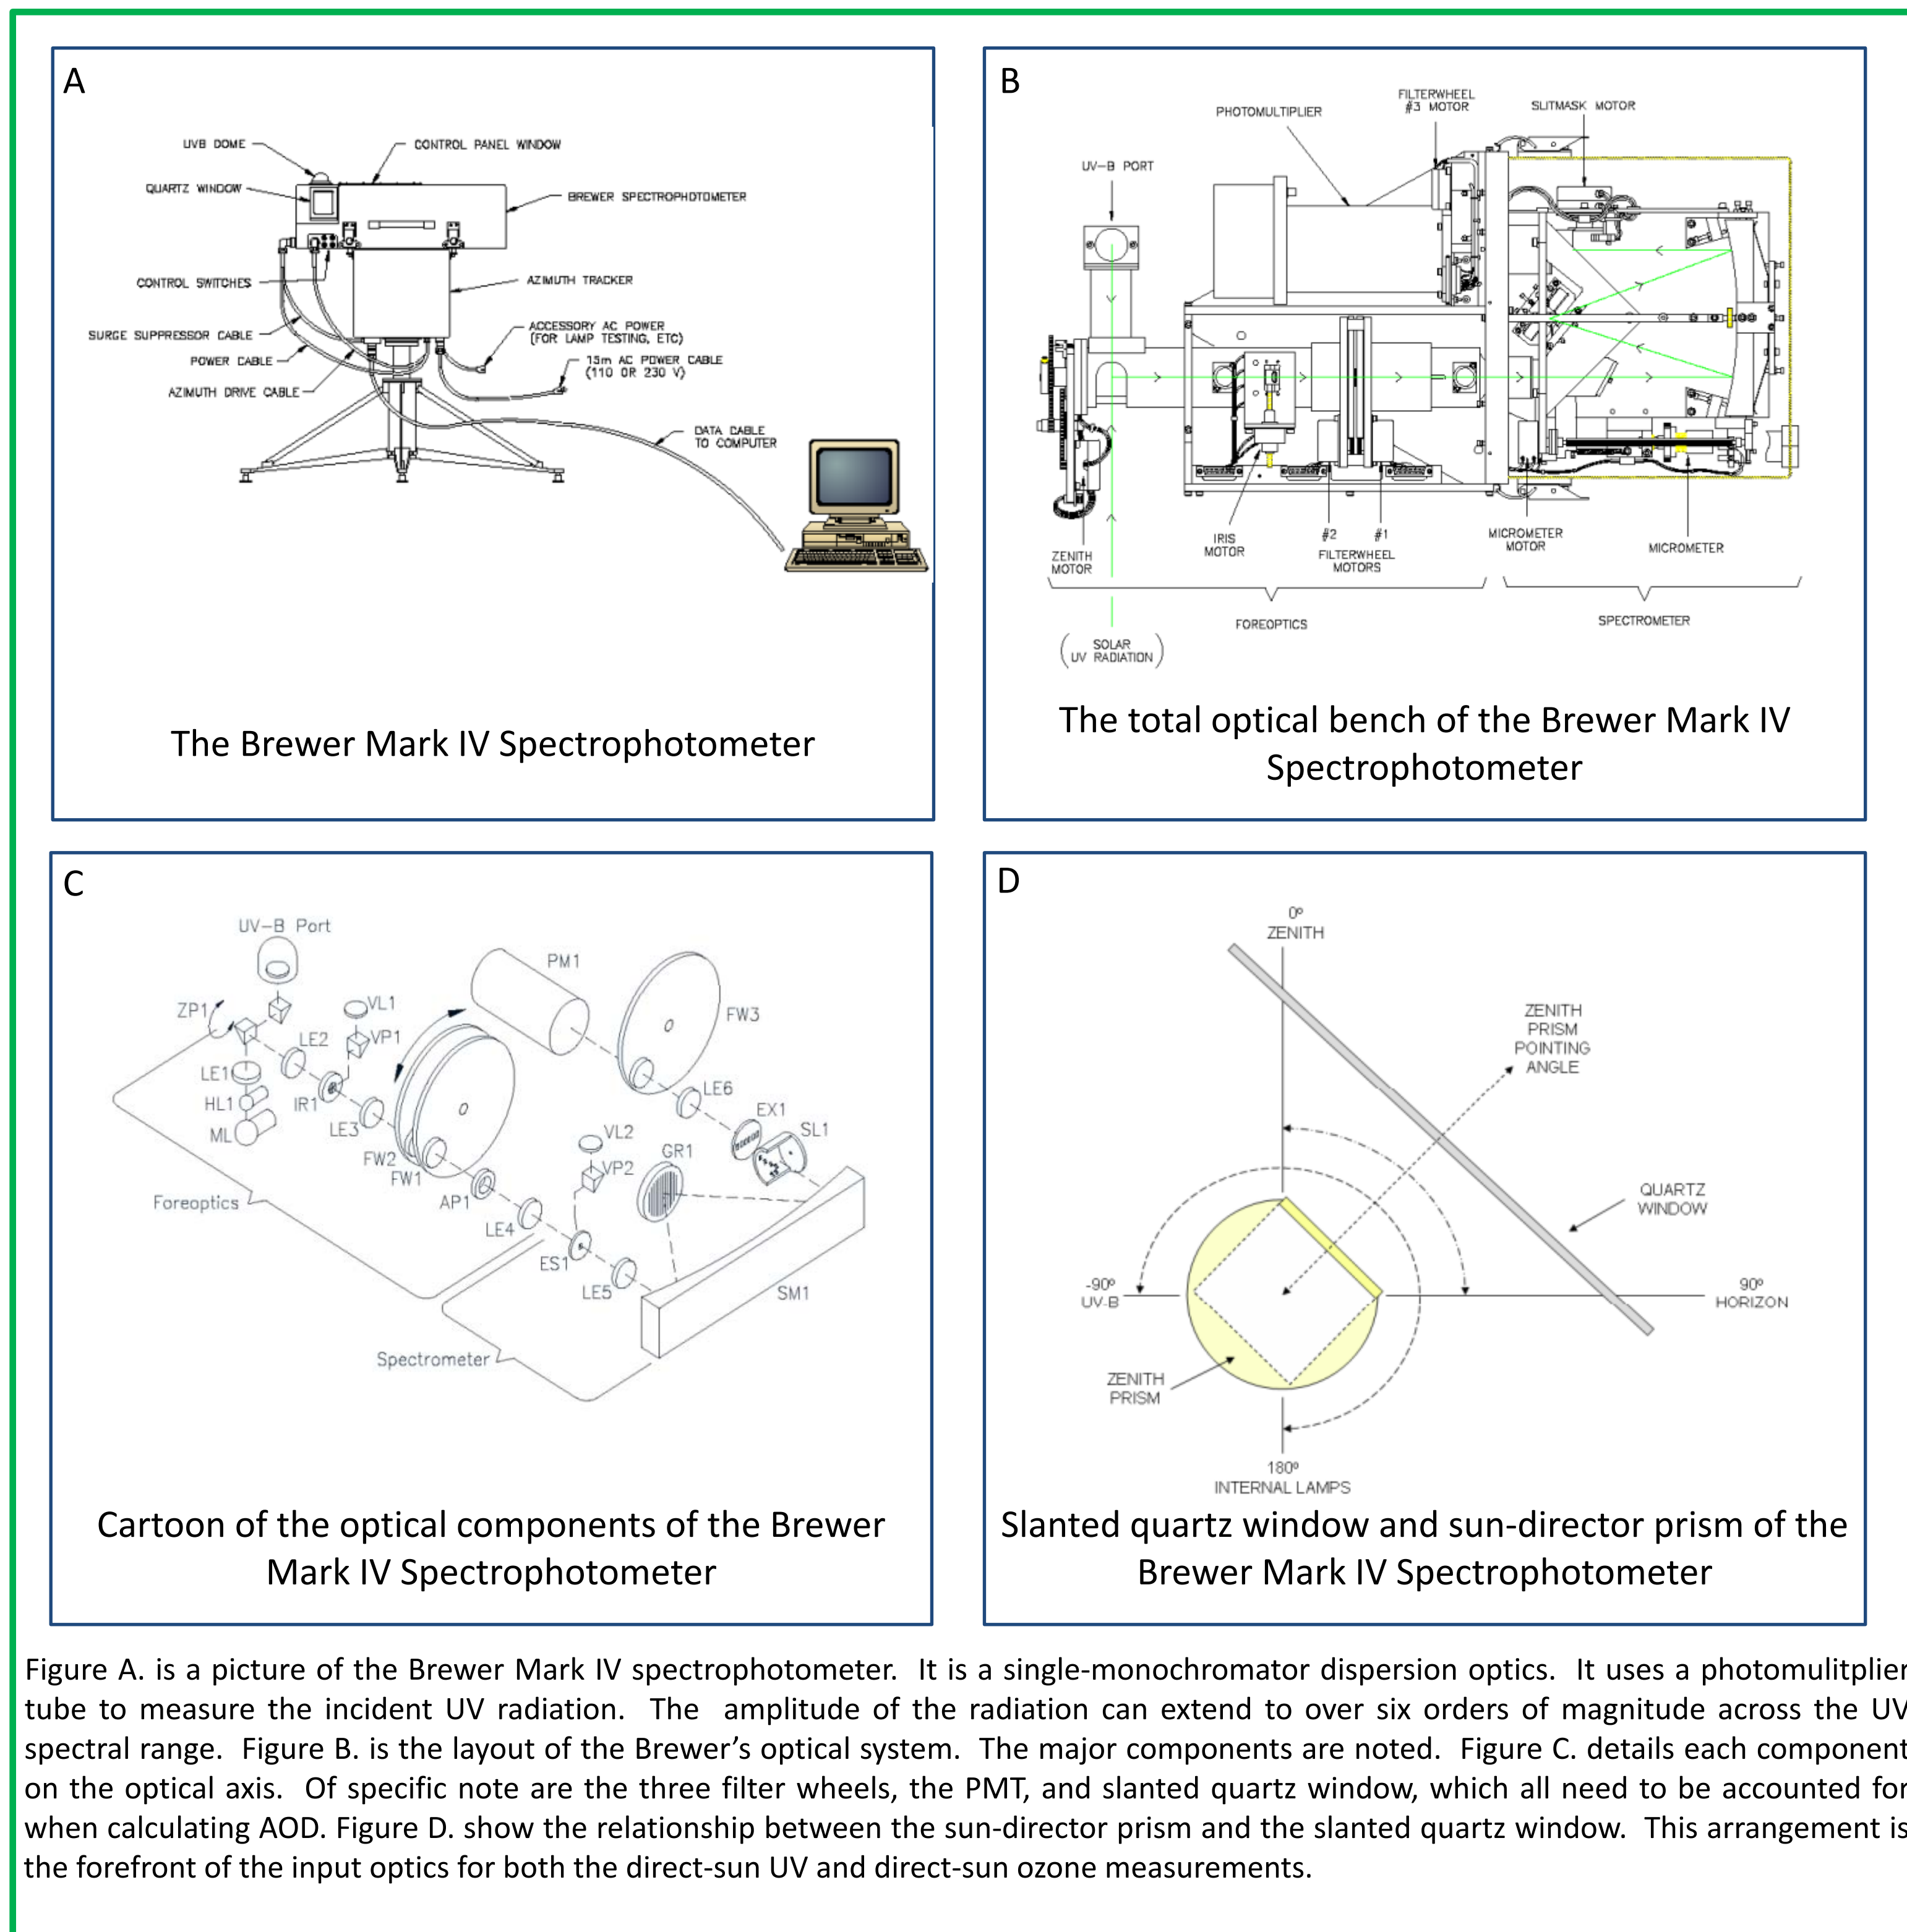 A
UVB DOME
CONTROL PANEL WINDOW
QUARTZ WINDOW
BREWER SPECTROPHOTOMETER
CONTROL SWITCHES
AZIMUTH TRACKER
SURGE SUPPRESSOR CABLE
ACCESSORY AC POWER
(FOR LAMP TESTING, ETC)
POWER CABLE
15m AC POWER CABLE
(110 OR 230 V)
AZIMUTH DRIVE CABLE
DATA CABLE
TO COMPUTER
The Brewer Mark IV Spectrophotometer
B
FILTERWHEEL
#3 MOTOR
PHOTOMULTIPLIER
SLITMASK MOTOR
UV-B PORT
ZENITH
MOTOR
IRIS
MOTOR
#2
#1
FILTERWHEEL
MOTORS
MICROMETER
MOTOR
MICROMETER
FOREOPTICS
SPECTROMETER
( SOLAR
UV RADIATION )
The total optical bench of the Brewer Mark IV
Spectrophotometer
C
UV-B Port
PM1
ZP1
VL1
FW3
LE2
VP1
LE1
HL1
IR1
LE6
ML
LE3
EX1
SL1
FW2
VL2
GR1
FW1
VP2
AP1
Foreoptics
LE4
ES1
LE5
SM1
Spectrometer
Cartoon of the optical components of the Brewer
Mark IV Spectrophotometer
D
0º
ZENITH
ZENITH
PRISM
POINTING
ANGLE
QUARTZ
WINDOW
-90º
UV-B
90º
HORIZON
ZENITH
PRISM
180º
INTERNAL LAMPS
Slanted quartz window and sun-director prism of the
Brewer Mark IV Spectrophotometer
Figure A. is a picture of the Brewer Mark IV spectrophotometer. It is a single-monochromator dispersion optics. It uses a photomulitplier
tube to measure the incident UV radiation. The amplitude of the radiation can extend to over six orders of magnitude across the UV
spectral range. Figure B. is the layout of the Brewer’s optical system. The major components are noted. Figure C. details each component
on the optical axis. Of specific note are the three filter wheels, the PMT, and slanted quartz window, which all need to be accounted for
when calculating AOD. Figure D. show the relationship between the sun-director prism and the slanted quartz window. This arrangement is
the forefront of the input optics for both the direct-sun UV and direct-sun ozone measurements.